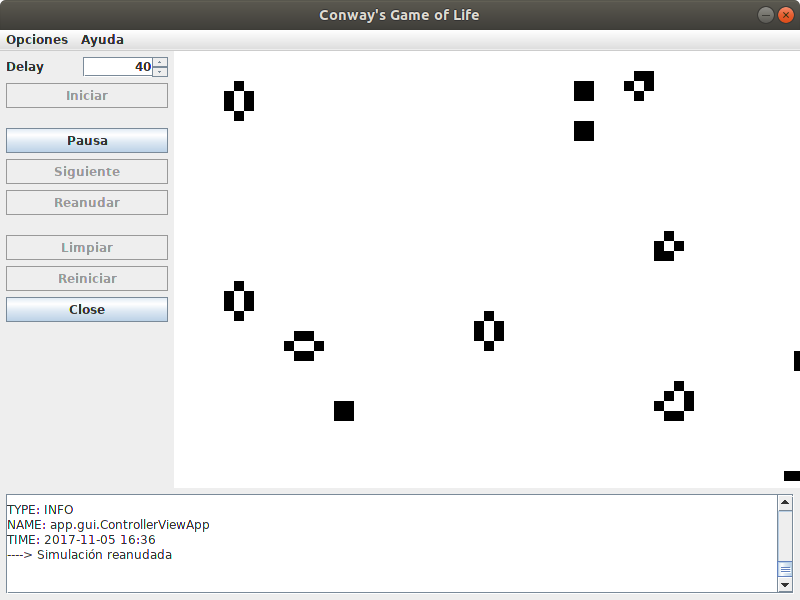 Conway's Game of Life
Opciones Ayuda
Delay 40
Iniciar
Pausa
Siguiente
Reanudar
Limpiar
Reiniciar
Close
TYPE: INFO
NAME: app.gui.ControllerViewApp
TIME: 2017-11-05 16:36
----> Simulación reanudada